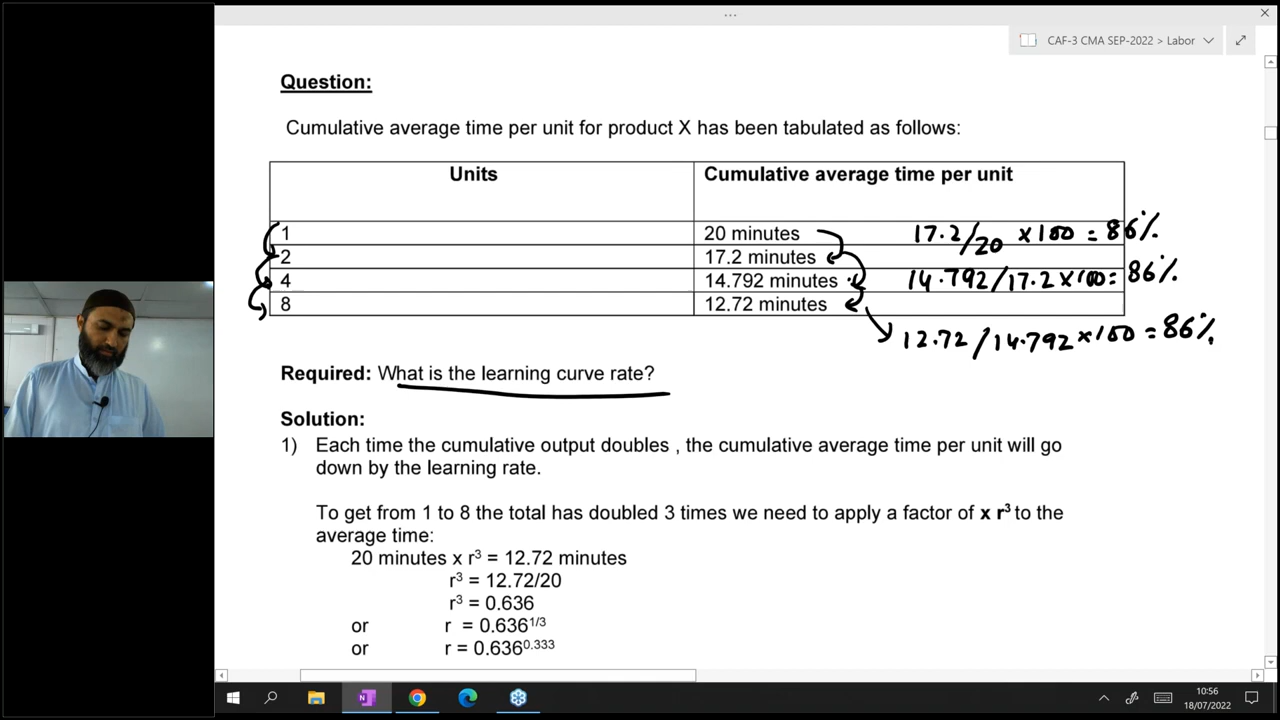 CAF-3 CMA SEP-2022 > Labor
Question:
Cumulative average time per unit for product X has been tabulated as follows:
Units Cumulative average time per unit
1 20 minutes 17.2/20 x100 = 86%
2 17.2 minutes
4 14.792 minutes 14.792/17.2x100= 86%
8 12.72 minutes
12.72/14.792x100 = 86%
Required: What is the learning curve rate?
Solution:
1) Each time the cumulative output doubles , the cumulative average time per unit will go
down by the learning rate.
To get from 1 to 8 the total has doubled 3 times we need to apply a factor of x r³ to the
average time:
20 minutes x r³ = 12.72 minutes
r³ = 12.72/20
r³ = 0.636
or r = 0.636^1/3
or r = 0.636^0.333
10:56
18/07/2022